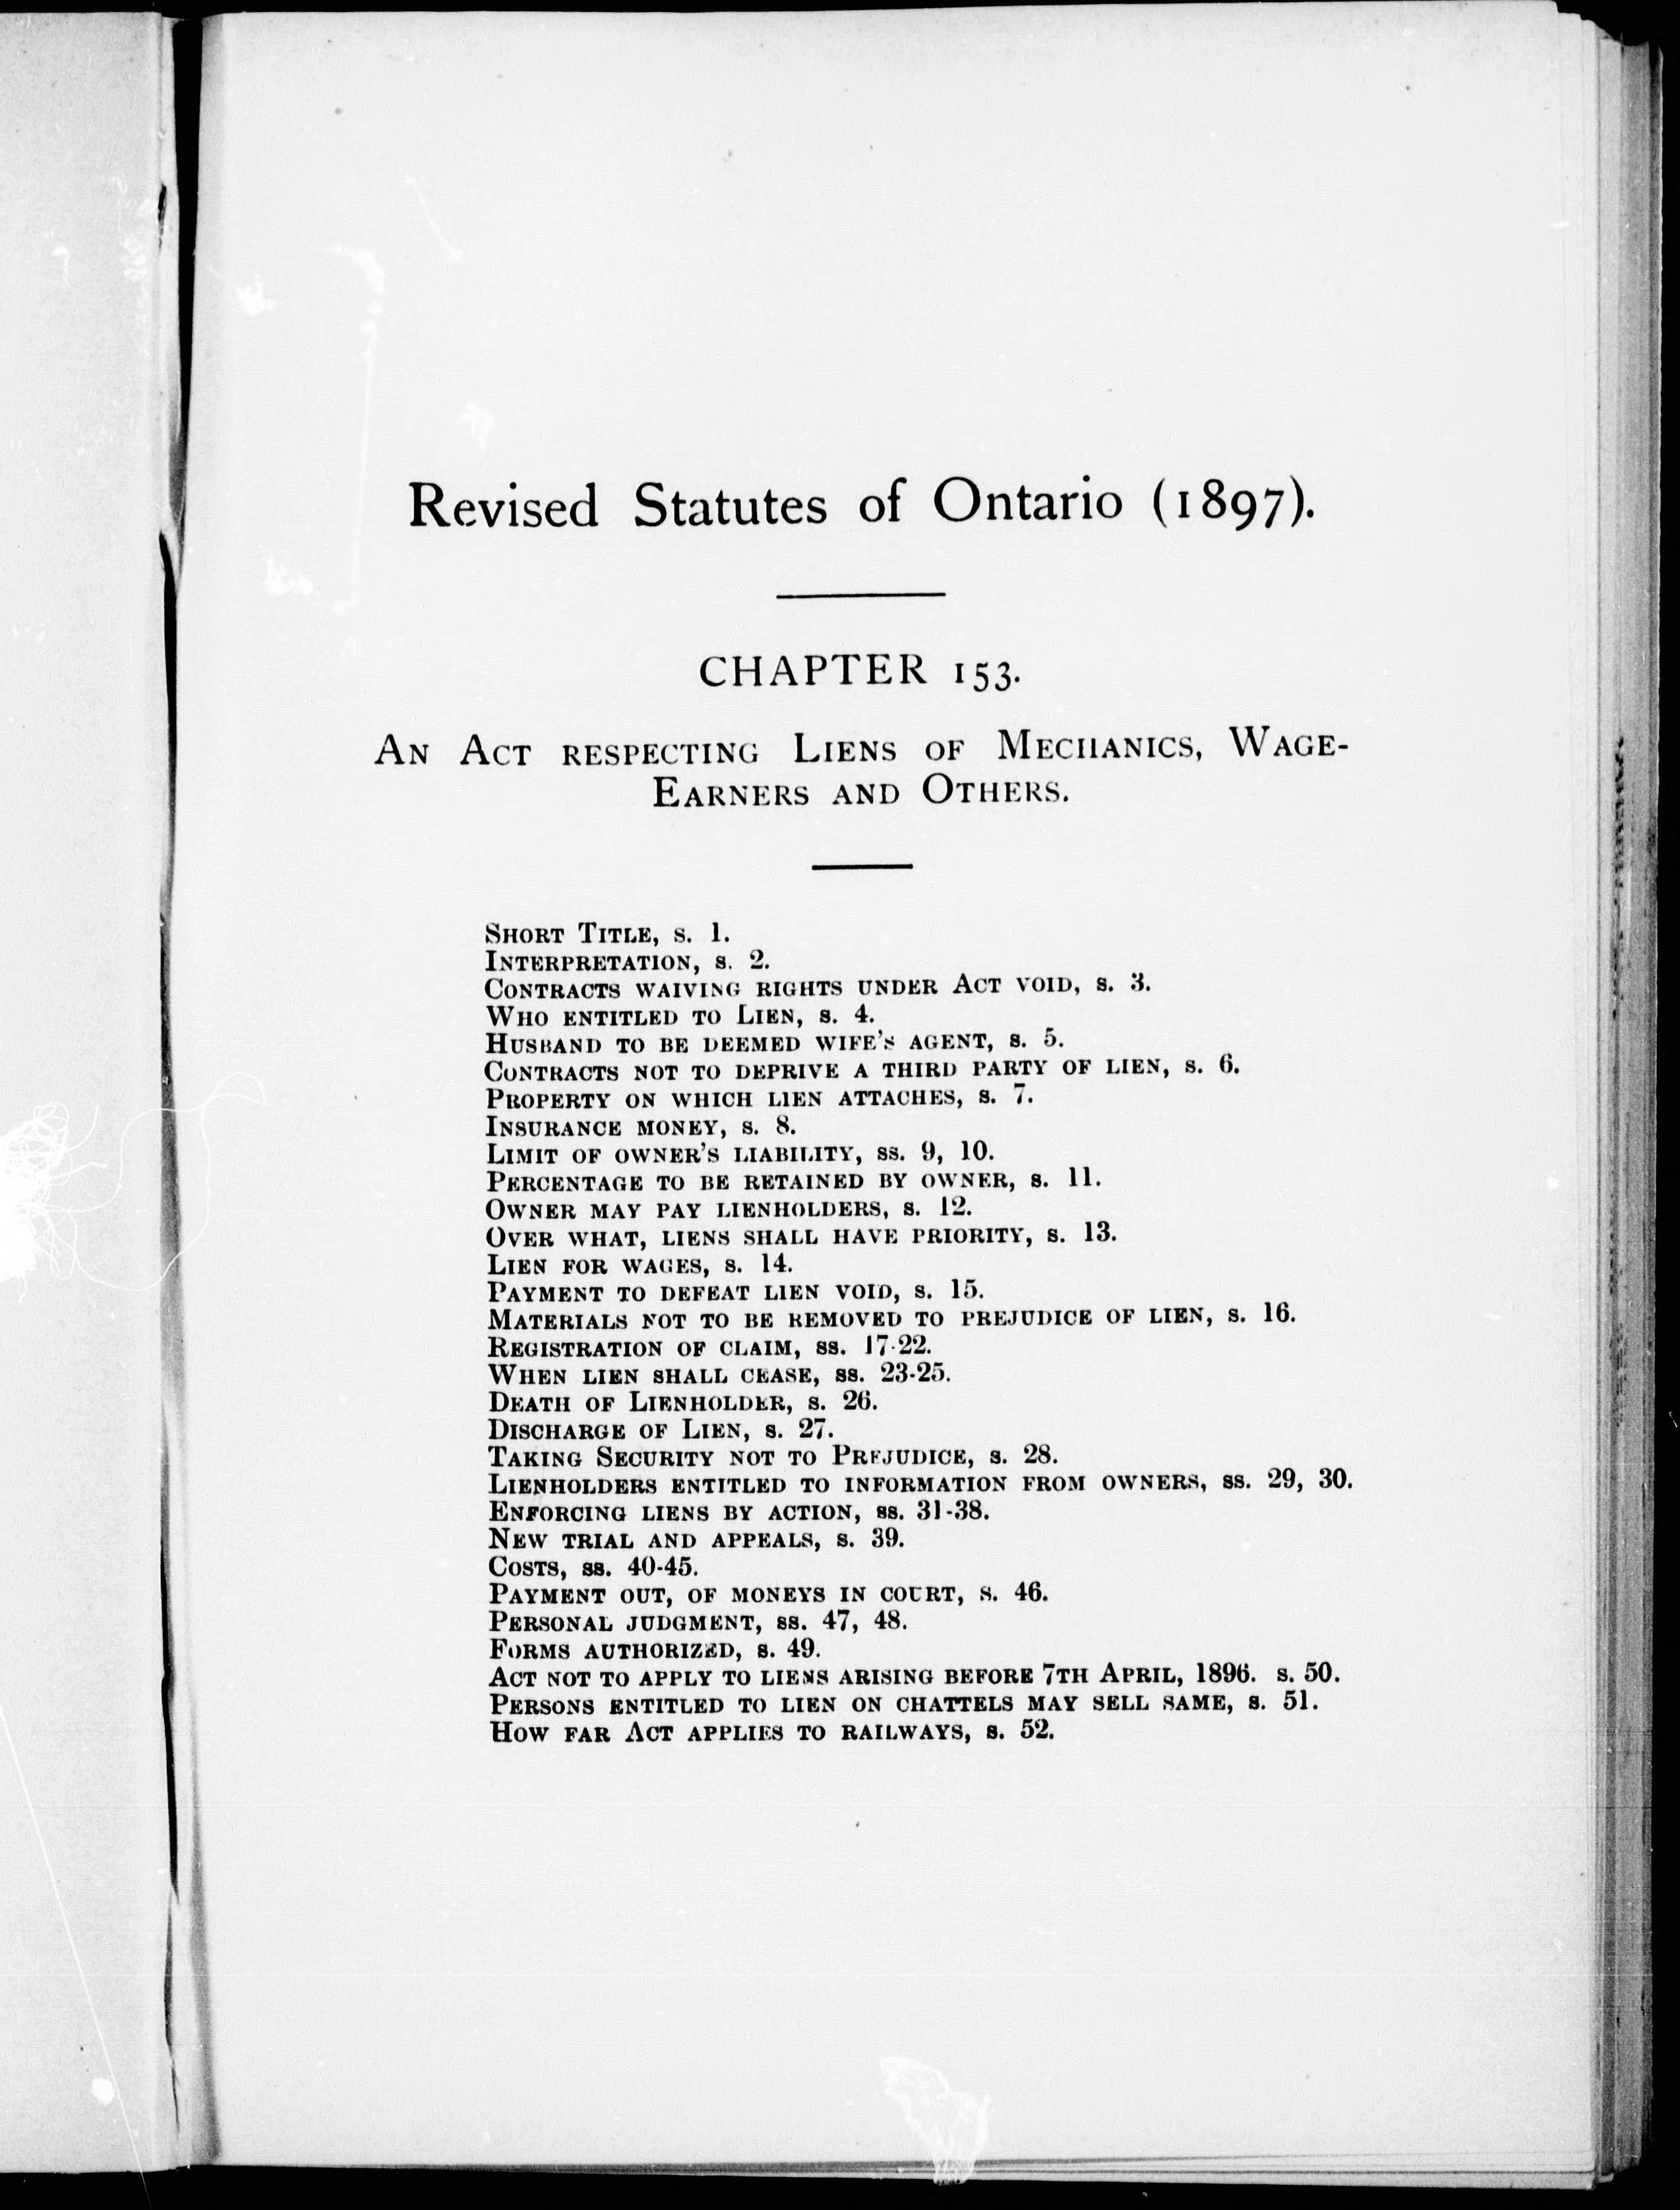 Revised Statutes of Ontario (1897).
CHAPTER 153.
AN ACT RESPECTING LIENS OF MECHANICS, WAGE-
EARNERS AND OTHERS.
SHORT TITLE, s. 1.
INTERPRETATION, s. 2.
CONTRACTS WAIVING RIGHTS UNDER ACT VOID, s. 3.
WHO ENTITLED TO LIEN, s. 4.
HUSBAND TO BE DEEMED WIFE'S AGENT, s. 5.
CONTRACTS NOT TO DEPRIVE A THIRD PARTY OF LIEN, s. 6.
PROPERTY ON WHICH LIEN ATTACHES, s. 7.
INSURANCE MONEY, s. 8.
LIMIT OF OWNER'S LIABILITY, ss. 9, 10.
PERCENTAGE TO BE RETAINED BY OWNER, s. 11.
OWNER MAY PAY LIENHOLDERS, s. 12.
OVER WHAT, LIENS SHALL HAVE PRIORITY, s. 13.
LIEN FOR WAGES, s. 14.
PAYMENT TO DEFEAT LIEN VOID, s. 15.
MATERIALS NOT TO BE REMOVED TO PREJUDICE OF LIEN, s. 16.
REGISTRATION OF CLAIM, ss. 17-22.
WHEN LIEN SHALL CEASE, ss. 23-25.
DEATH OF LIENHOLDER, s. 26.
DISCHARGE OF LIEN, s. 27.
TAKING SECURITY NOT TO PREJUDICE, s. 28.
LIENHOLDERS ENTITLED TO INFORMATION FROM OWNERS, ss. 29, 30.
ENFORCING LIENS BY ACTION, ss. 31-38.
NEW TRIAL AND APPEALS, s. 39.
COSTS, ss. 40-45.
PAYMENT OUT, OF MONEYS IN COURT, s. 46.
PERSONAL JUDGMENT, ss. 47, 48.
FORMS AUTHORIZED, s. 49.
ACT NOT TO APPLY TO LIENS ARISING BEFORE 7TH APRIL, 1896. s. 50.
PERSONS ENTITLED TO LIEN ON CHATTELS MAY SELL SAME, s. 51.
HOW FAR ACT APPLIES TO RAILWAYS, s. 52.